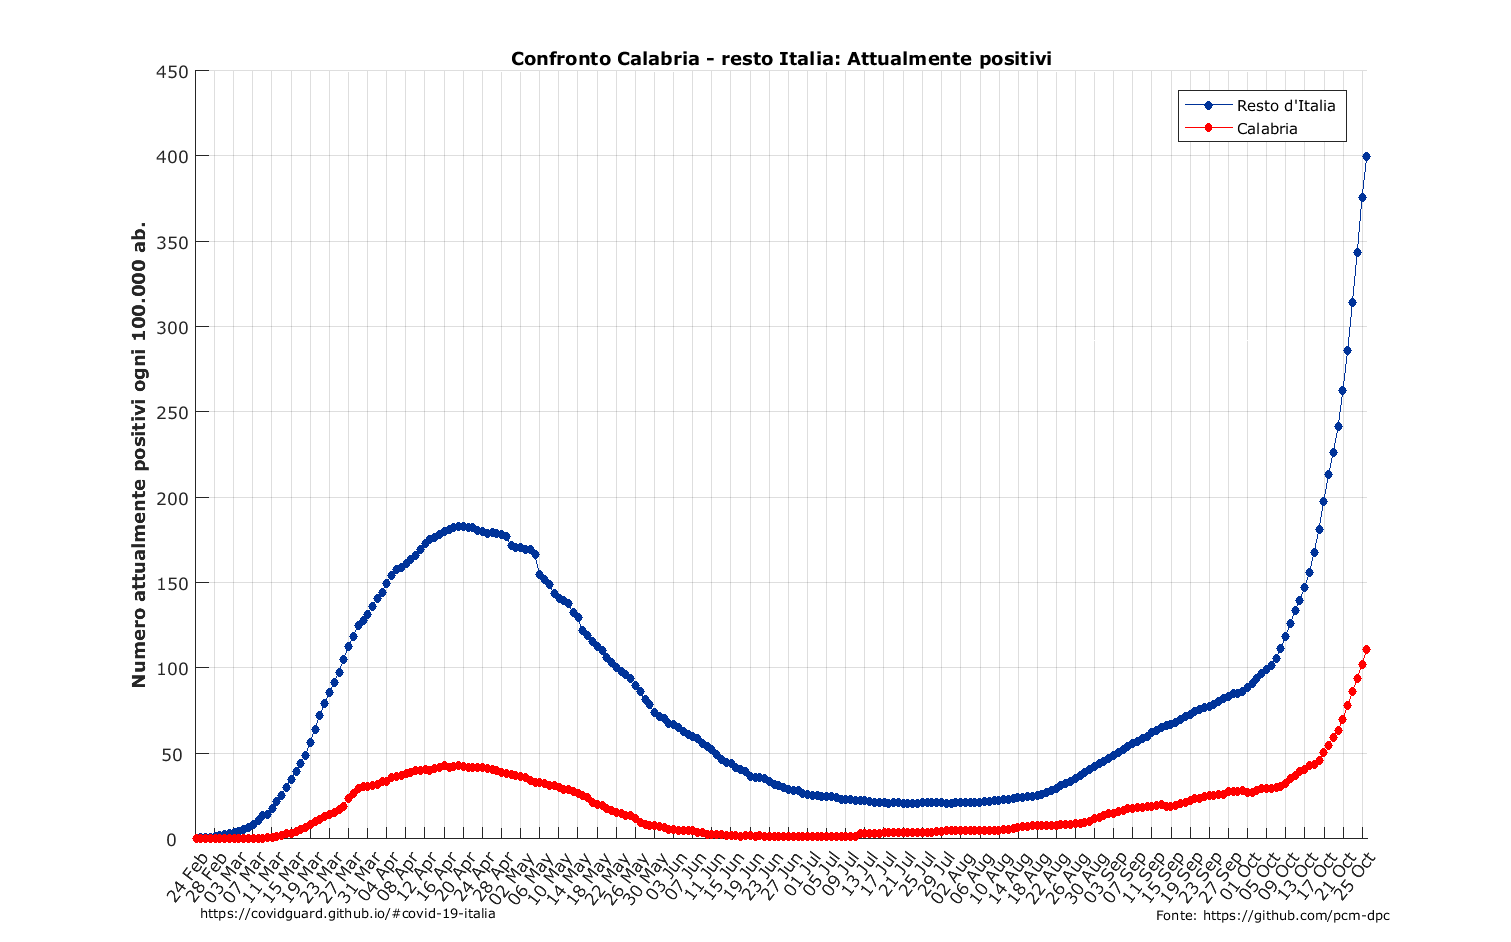 Confronto Calabria - resto Italia: Attualmente positivi
Resto d'Italia
Calabria
Numero attualmente positivi ogni 100.000 ab.
450
400
350
300
250
200
150
100
50
0
24 Feb
28 Feb
03 Mar
07 Mar
11 Mar
15 Mar
19 Mar
23 Mar
27 Mar
31 Mar
04 Apr
08 Apr
12 Apr
16 Apr
20 Apr
24 Apr
28 Apr
02 May
06 May
10 May
14 May
18 May
22 May
26 May
30 May
03 Jun
07 Jun
11 Jun
15 Jun
19 Jun
23 Jun
27 Jun
01 Jul
05 Jul
09 Jul
13 Jul
17 Jul
21 Jul
25 Jul
29 Jul
02 Aug
06 Aug
10 Aug
14 Aug
18 Aug
22 Aug
26 Aug
30 Aug
03 Sep
07 Sep
11 Sep
15 Sep
19 Sep
23 Sep
27 Sep
01 Oct
05 Oct
09 Oct
13 Oct
17 Oct
21 Oct
25 Oct
https://covidguard.github.io/#covid-19-italia
Fonte: https://github.com/pcm-dpc